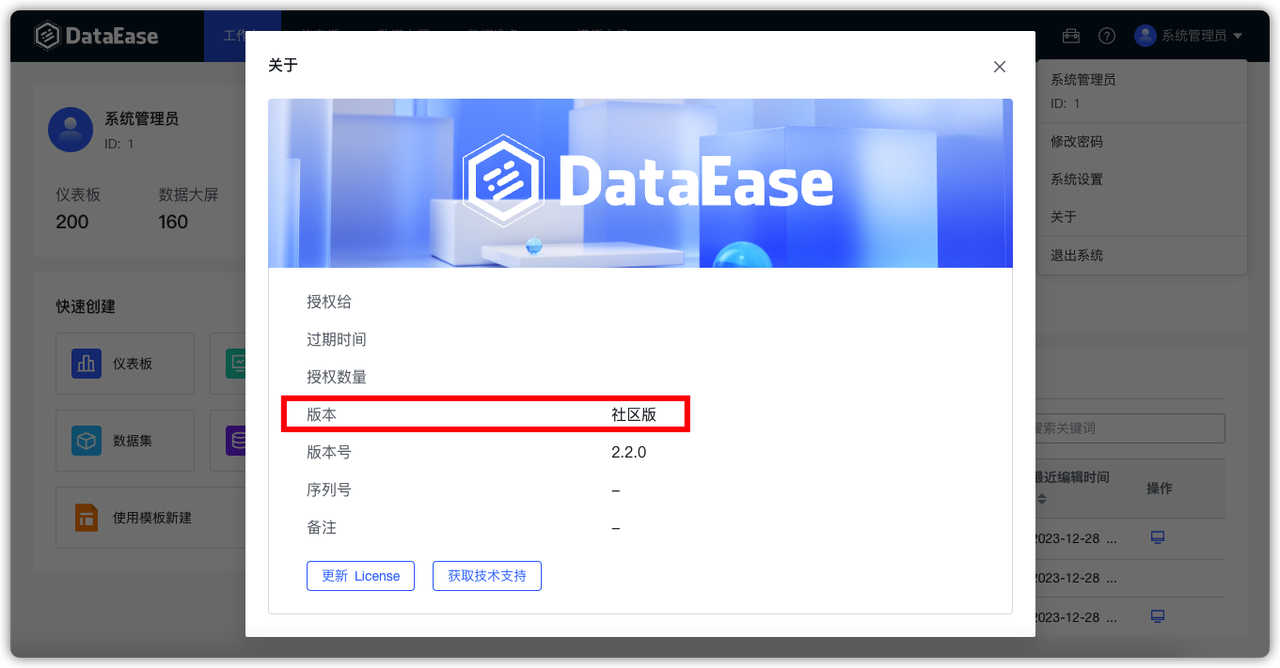 DataEase
系统管理员
关于
系统管理员
ID: 1
修改密码
系统设置
关于
退出系统
系统管理员
ID: 1
仪表板
数据大屏
200
160
DataEase
授权给
过期时间
授权数量
版本
社区版
版本号
2.2.0
序列号
–
备注
–
更新 License
获取技术支持
快速创建
仪表板
数据集
使用模板新建
搜索关键词
最近编辑时间
操作
2023-12-28 ...
2023-12-28 ...
2023-12-28 ...